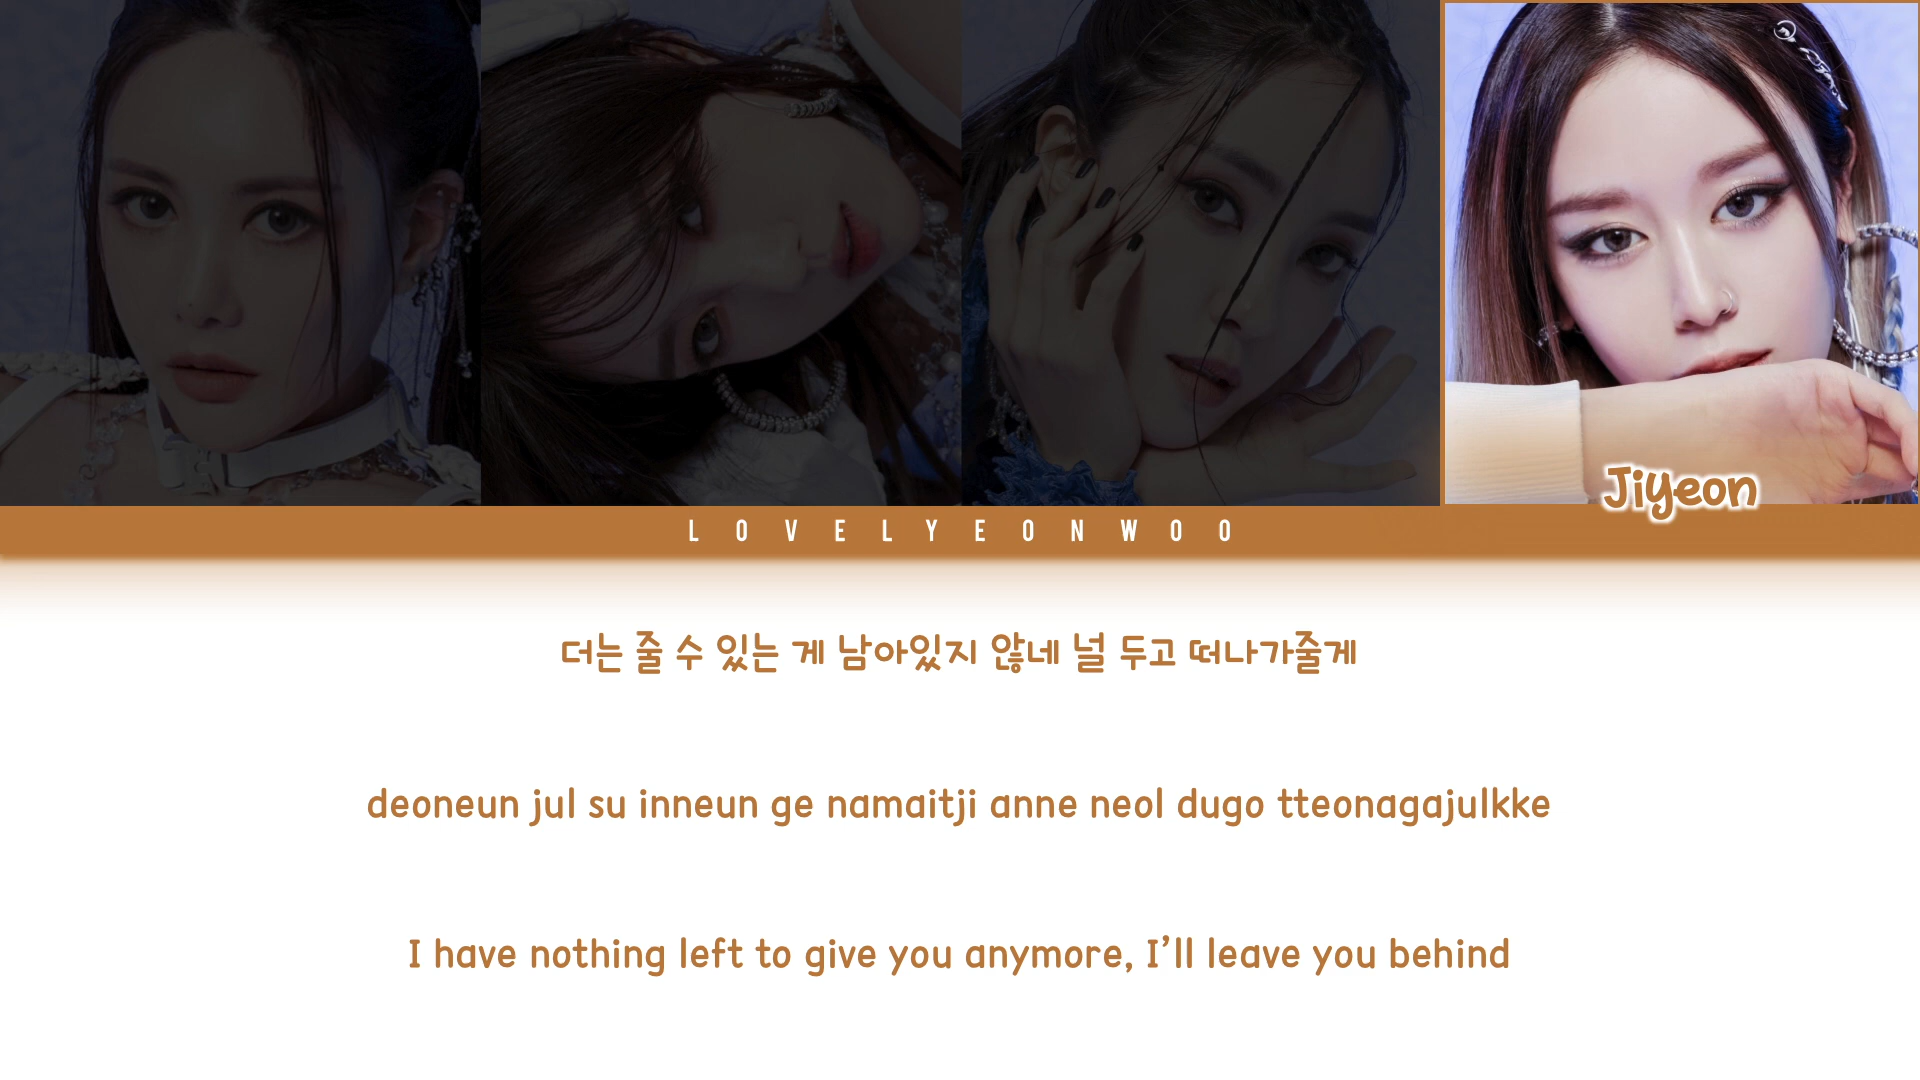 Jiyeon
LOVELYEONWOO
더는 줄 수 있는 게 남아있지 않네 널 두고 떠나가줄게
deoneun jul su inneun ge namaitji anne neol dugo tteonagajulkke
I have nothing left to give you anymore, I’ll leave you behind